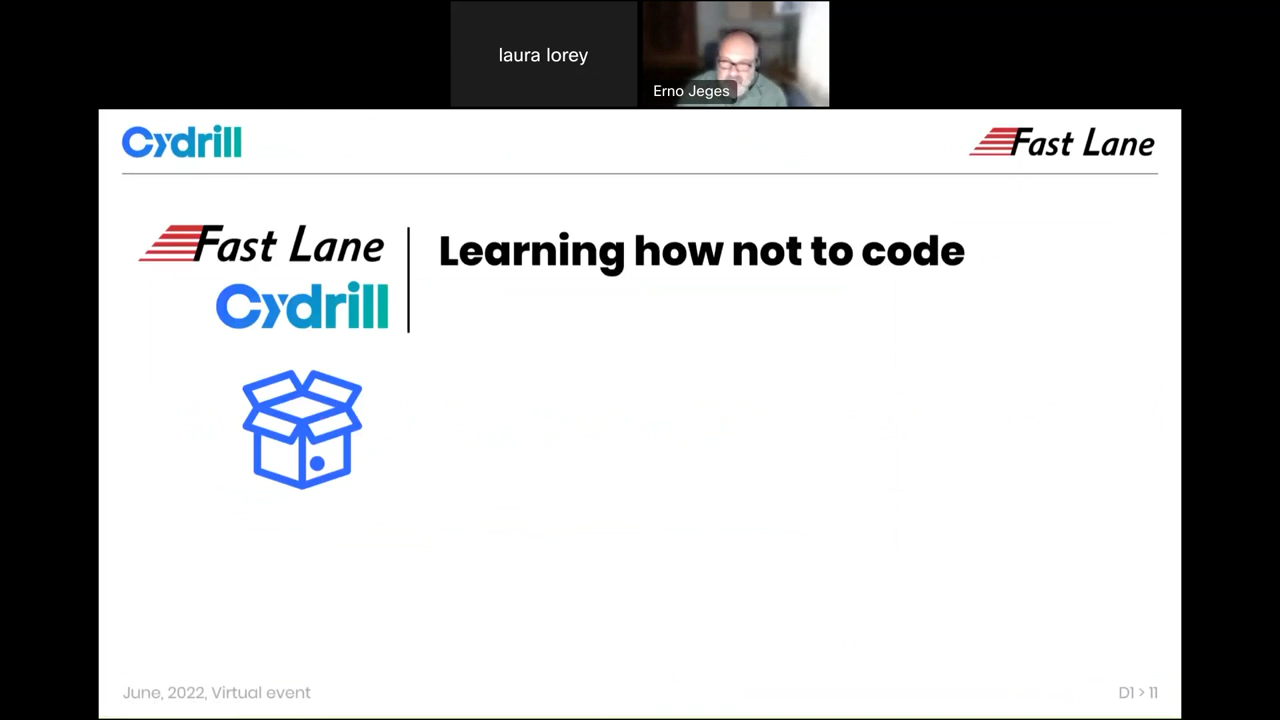 laura lorey
Erno Jeges
Cydrill
Fast Lane
Fast Lane
Cydrill
Learning how not to code
June, 2022, Virtual event
D1 > 11